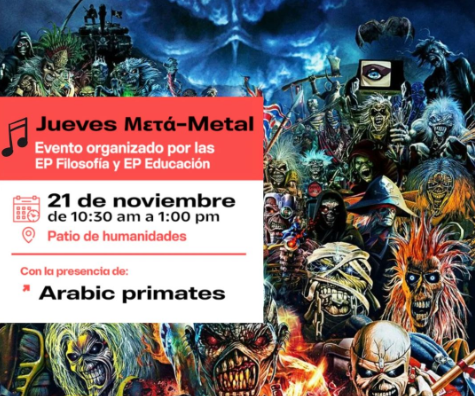 Jueves Μετά-Metal
Evento organizado por las
EP Filosofía y EP Educación
21 de noviembre
de 10:30 am a 1:00 pm
Patio de humanidades
Con la presencia de:
Arabic primates